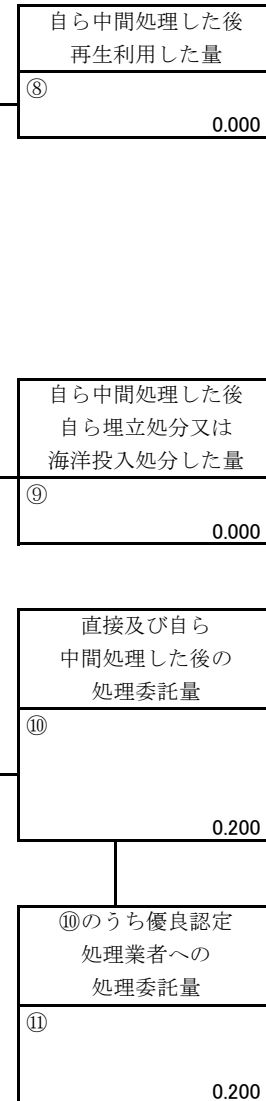 自ら中間処理した後
再生利用した量
⑧
0.000
自ら中間処理した後
自ら埋立処分又は
海洋投入処分した量
⑨
0.000
直接及び自ら
中間処理した後の
処理委託量
⑩
0.200
⑩のうち優良認定
処理業者への
処理委託量
⑪
0.200